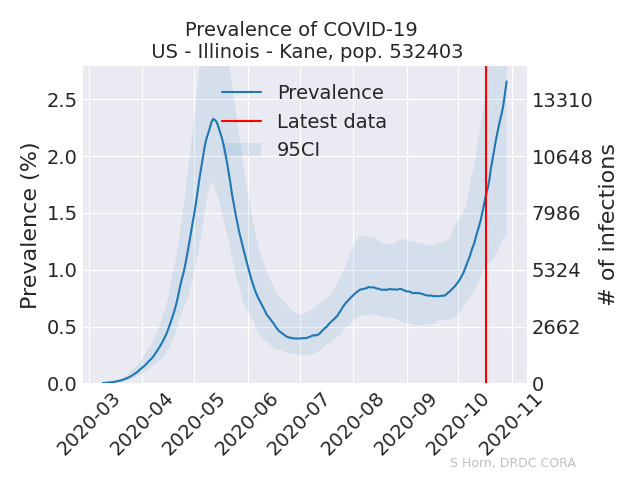 Prevalence of COVID-19
US - Illinois - Kane, pop. 532403
Prevalence
Latest data
95CI
Prevalence (%)
2.5
2.0
1.5
1.0
0.5
0.0
13310
10648
7986
5324
2662
0
# of infections
2020-03
2020-04
2020-05
2020-06
2020-07
2020-08
2020-09
2020-10
2020-11
S Horn, DRDC CORA